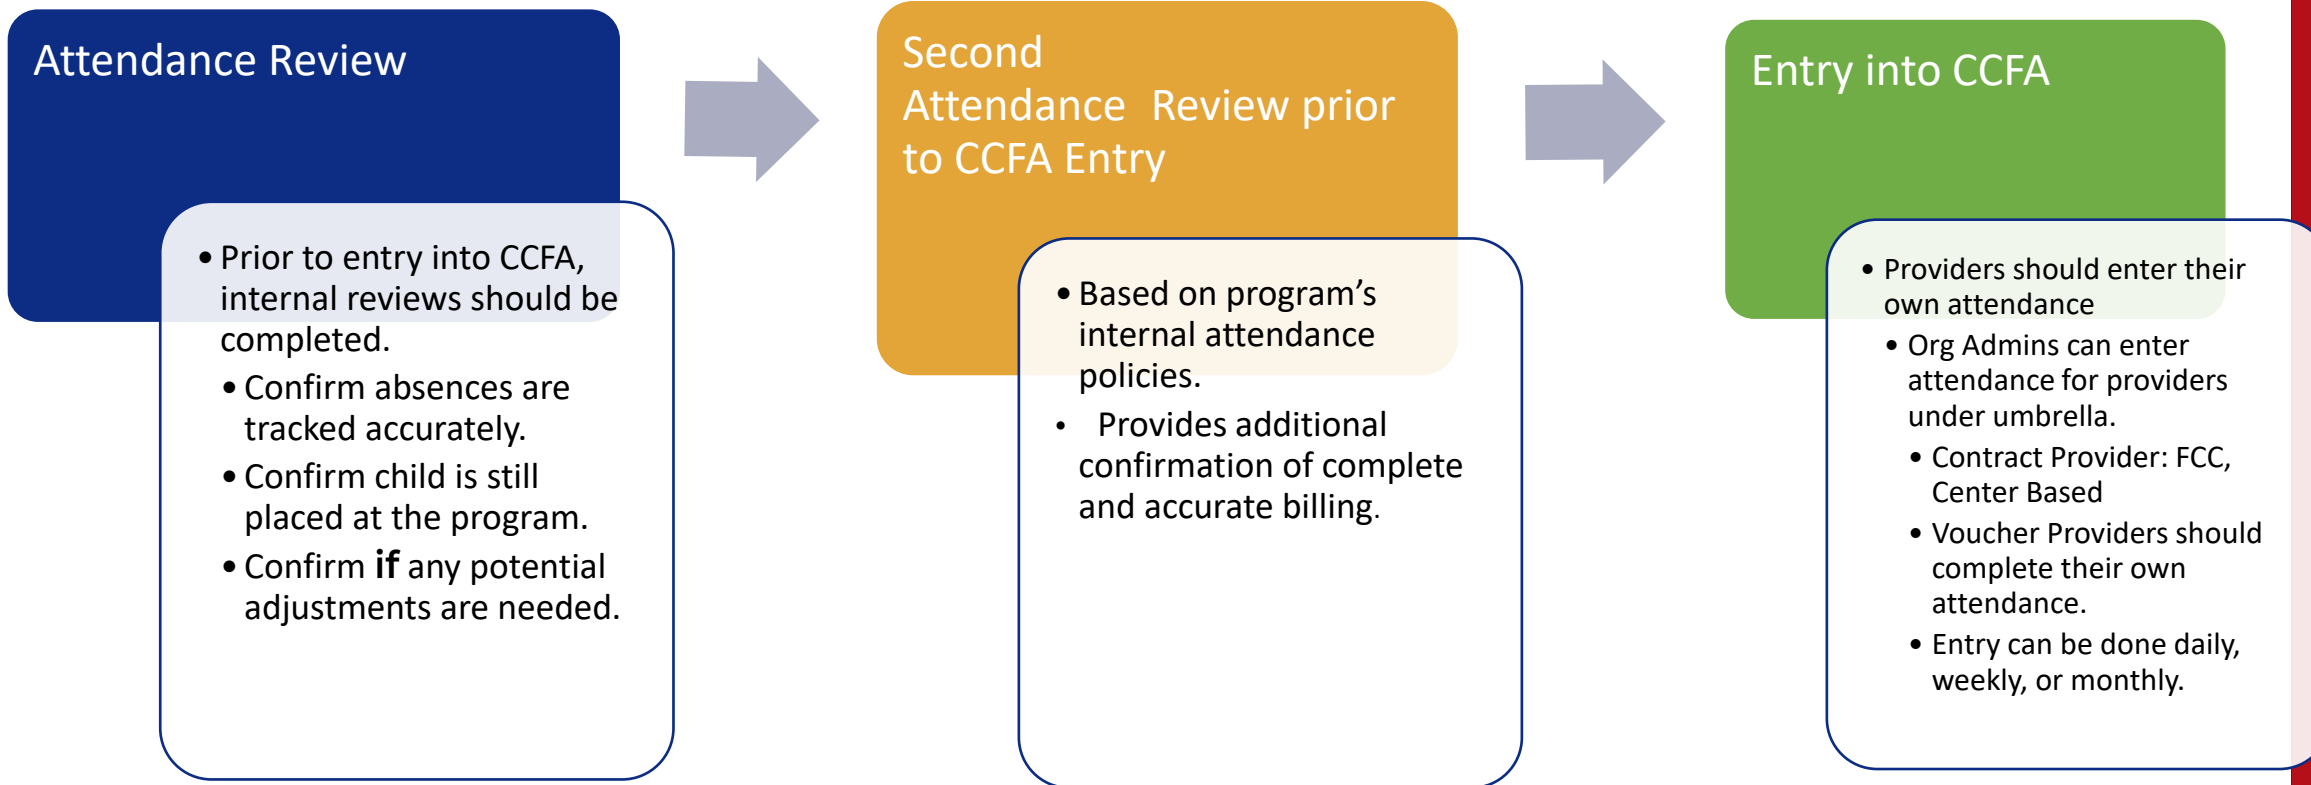 Attendance Review
• Prior to entry into CCFA,
internal reviews should be
completed.
• Confirm absences are
tracked accurately.
• Confirm child is still
placed at the program.
• Confirm if any potential
adjustments are needed.
Second
Attendance Review prior
to CCFA Entry
• Based on program’s
internal attendance
policies.
• Provides additional
confirmation of complete
and accurate billing.
Entry into CCFA
• Providers should enter their
own attendance
• Org Admins can enter
attendance for providers
under umbrella.
• Contract Provider: FCC,
Center Based
• Voucher Providers should
complete their own
attendance.
• Entry can be done daily,
weekly, or monthly.